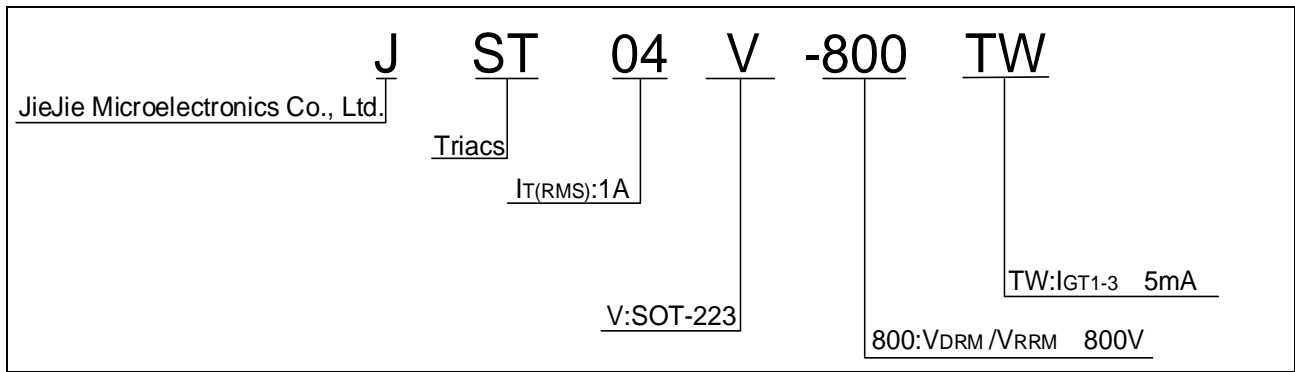 J ST 04 V -800 TW
JieJie Microelectronics Co., Ltd.
Triacs
IT(RMS):1A
TW:IGT1-3 5mA
V:SOT-223
800:VDRM /VRRM 800V